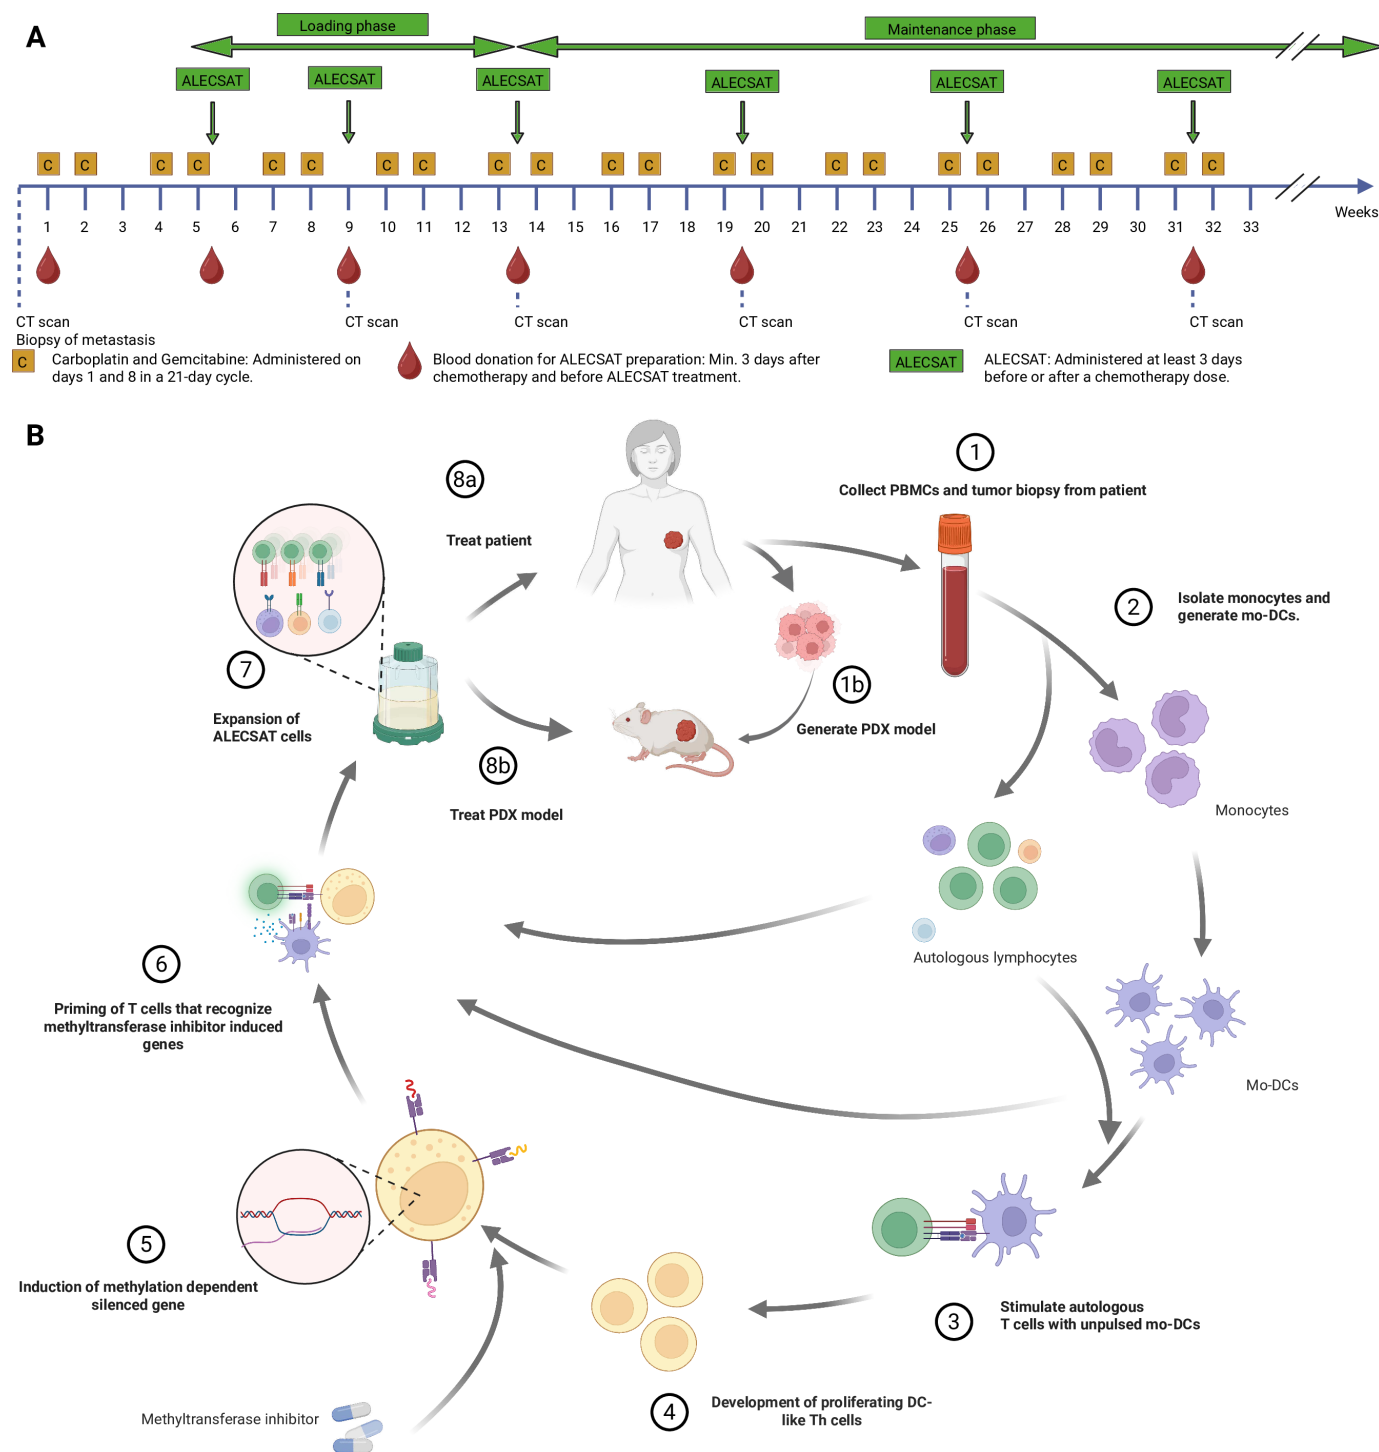 A
Loading phase
Maintenance phase
ALECSAT
ALECSAT
ALECSAT
ALECSAT
ALECSAT
ALECSAT
C C C C C C C C C C C C C C C C C C C C C C
1 2 3 4 5 6 7 8 9 10 11 12 13 14 15 16 17 18 19 20 21 22 23 24 25 26 27 28 29 30 31 32 33
Weeks
CT scan
Biopsy of metastasis
CT scan
CT scan
CT scan
CT scan
CT scan
C
Carboplatin and Gemcitabine: Administered on
days 1 and 8 in a 21-day cycle.
Blood donation for ALECSAT preparation: Min. 3 days after
chemotherapy and before ALECSAT treatment.
ALECSAT
ALECSAT: Administered at least 3 days
before or after a chemotherapy dose.
B
1
Collect PBMCs and tumor biopsy from patient
8a
Treat patient
2
Isolate monocytes and
generate mo-DCs.
7
Expansion of
ALECSAT cells
1b
Generate PDX model
8b
Treat PDX model
Monocytes
Autologous lymphocytes
6
Priming of T cells that recognize
methyltransferase inhibitor induced
genes
Mo-DCs
5
Induction of methylation dependent
silenced gene
3
Stimulate autologous
T cells with unpulsed mo-DCs
4
Development of proliferating DC-
like Th cells
Methyltransferase inhibitor